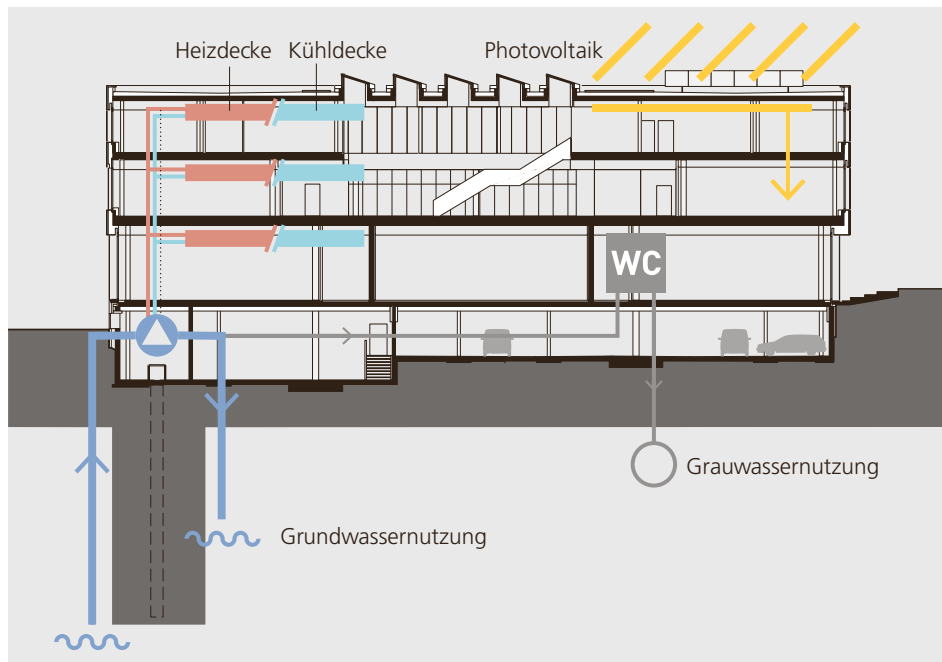 Heizdecke
Kühldecke
Photovoltaik
WC
Grauwassernutzung
Grundwassernutzung